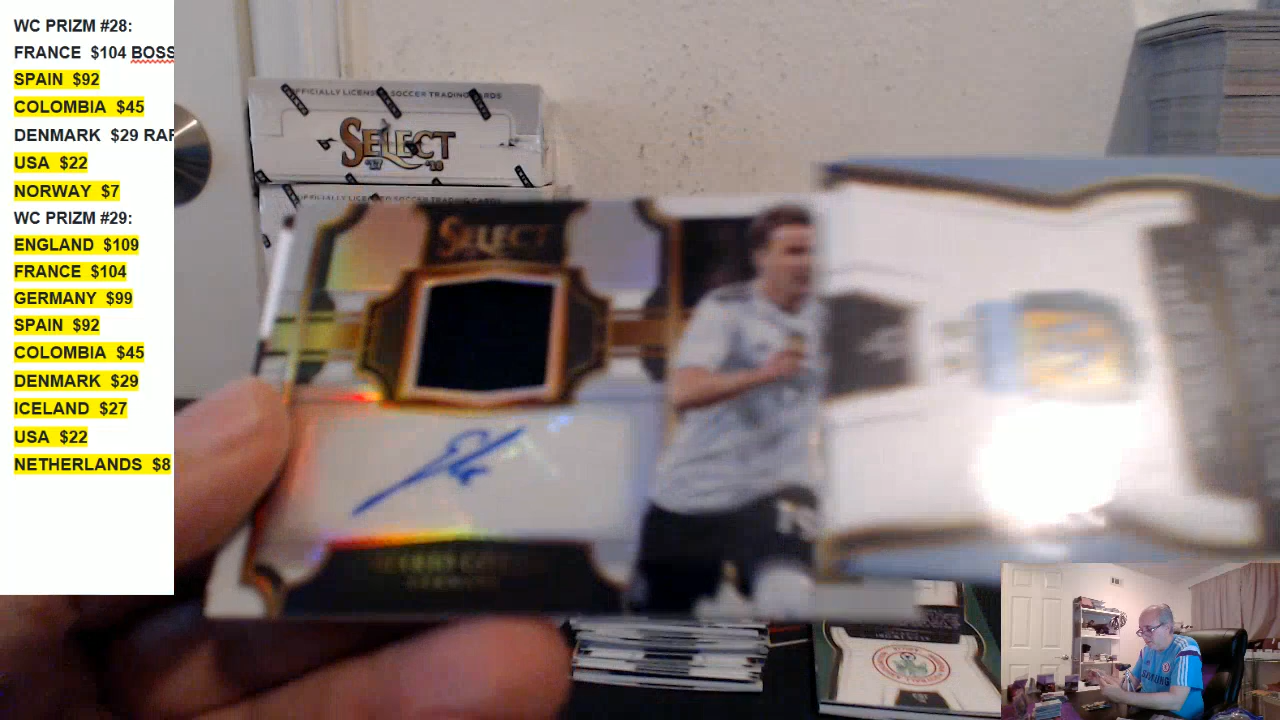 WC PRIZM #28:
FRANCE $104 BOSS
SPAIN $92
COLOMBIA $45
DENMARK $29 RAF
USA $22
NORWAY $7
WC PRIZM #29:
ENGLAND $109
FRANCE $104
GERMANY $99
SPAIN $92
COLOMBIA $45
DENMARK $29
ICELAND $27
USA $22
NETHERLANDS $8
OFFICIALLY LICENSED SOCCER TRADING CARDS
SELECT
17 18
SELECT
SAMSUNG